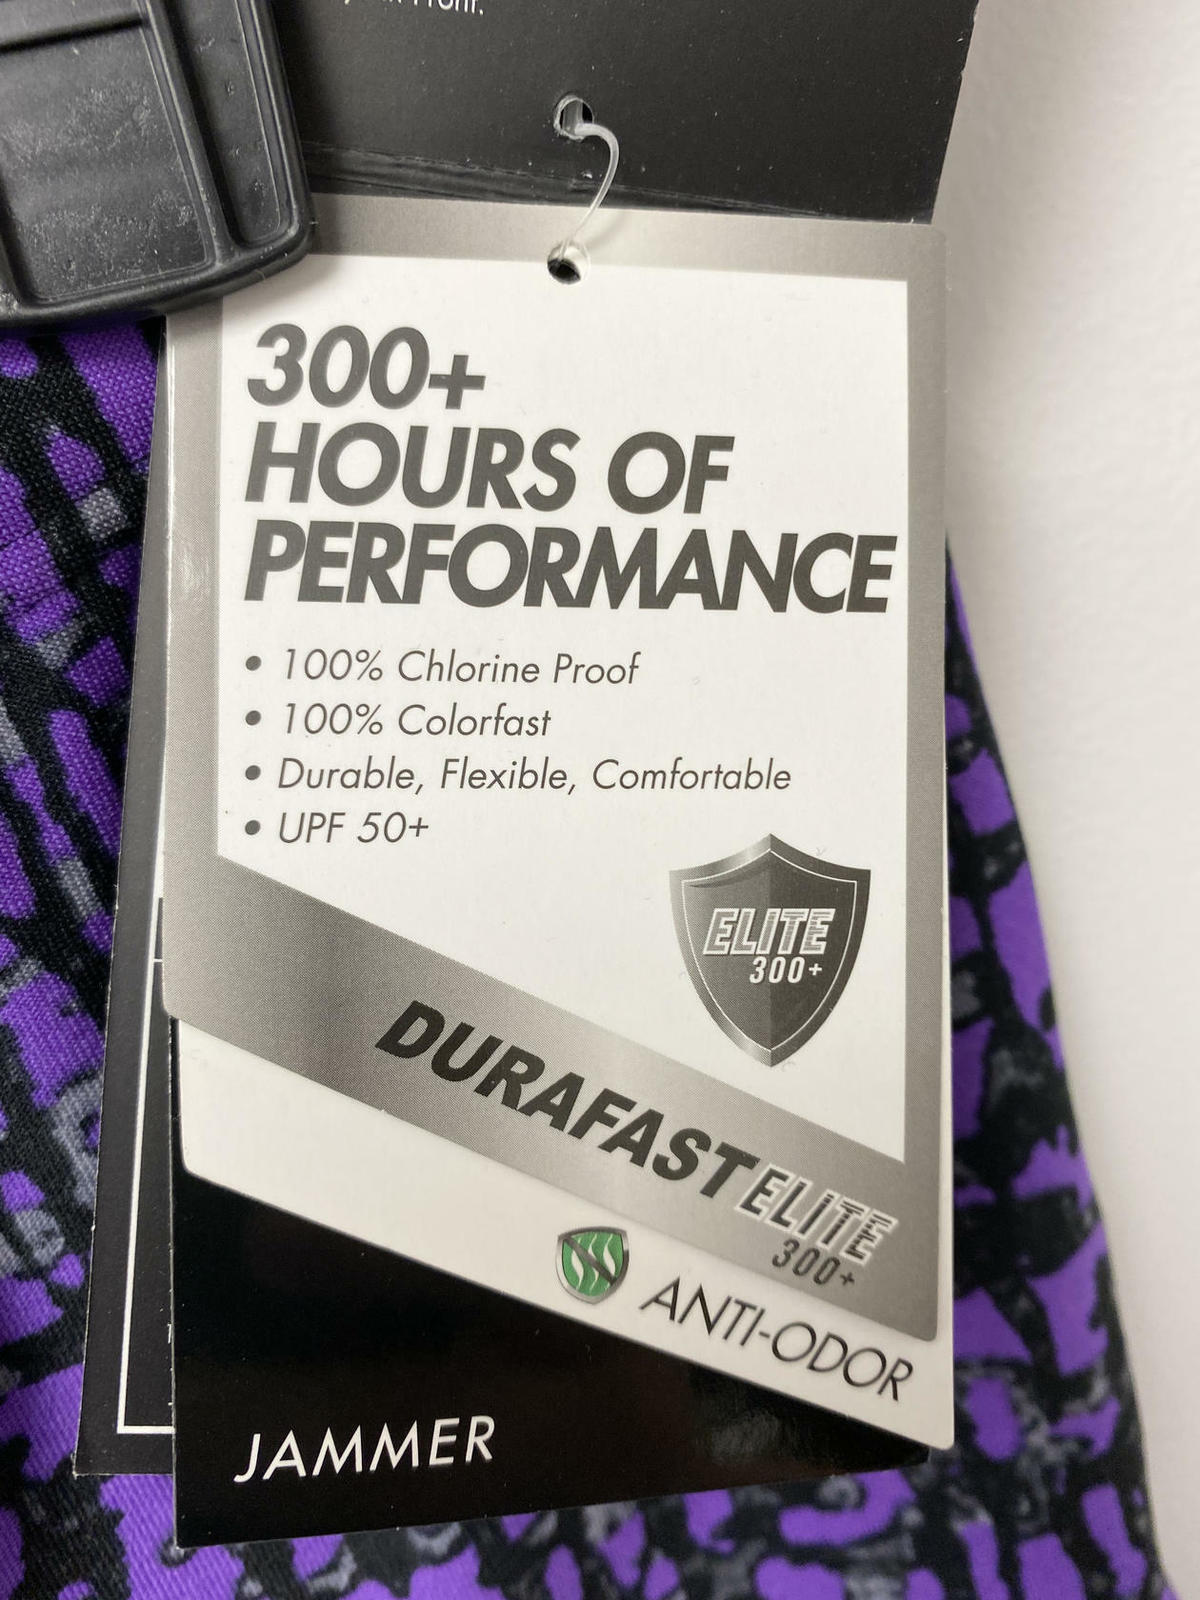 Front.
300+
HOURS OF
PERFORMANCE
• 100% Chlorine Proof
• 100% Colorfast
• Durable, Flexible, Comfortable
• UPF 50+
ELITE
300+
DURAFAST ELITE
300+
ANTI-ODOR
JAMMER